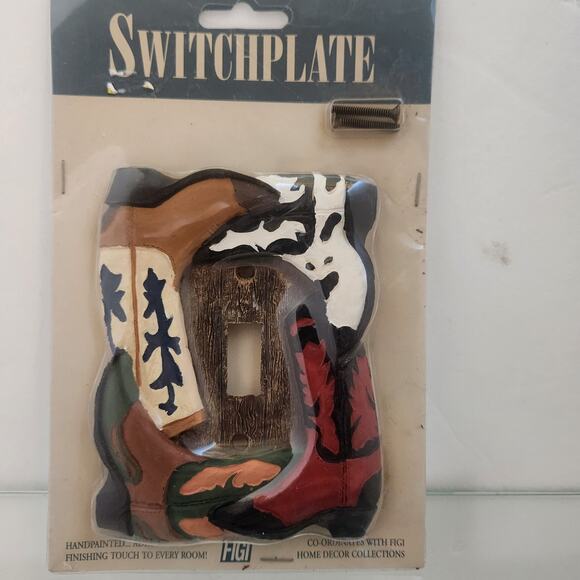 SWITCHPLATE
HANDPAINTED...
FINISHING TOUCH TO EVERY ROOM!
FIGI
CO-ORDINATES WITH FIGI
HOME DECOR COLLECTIONS